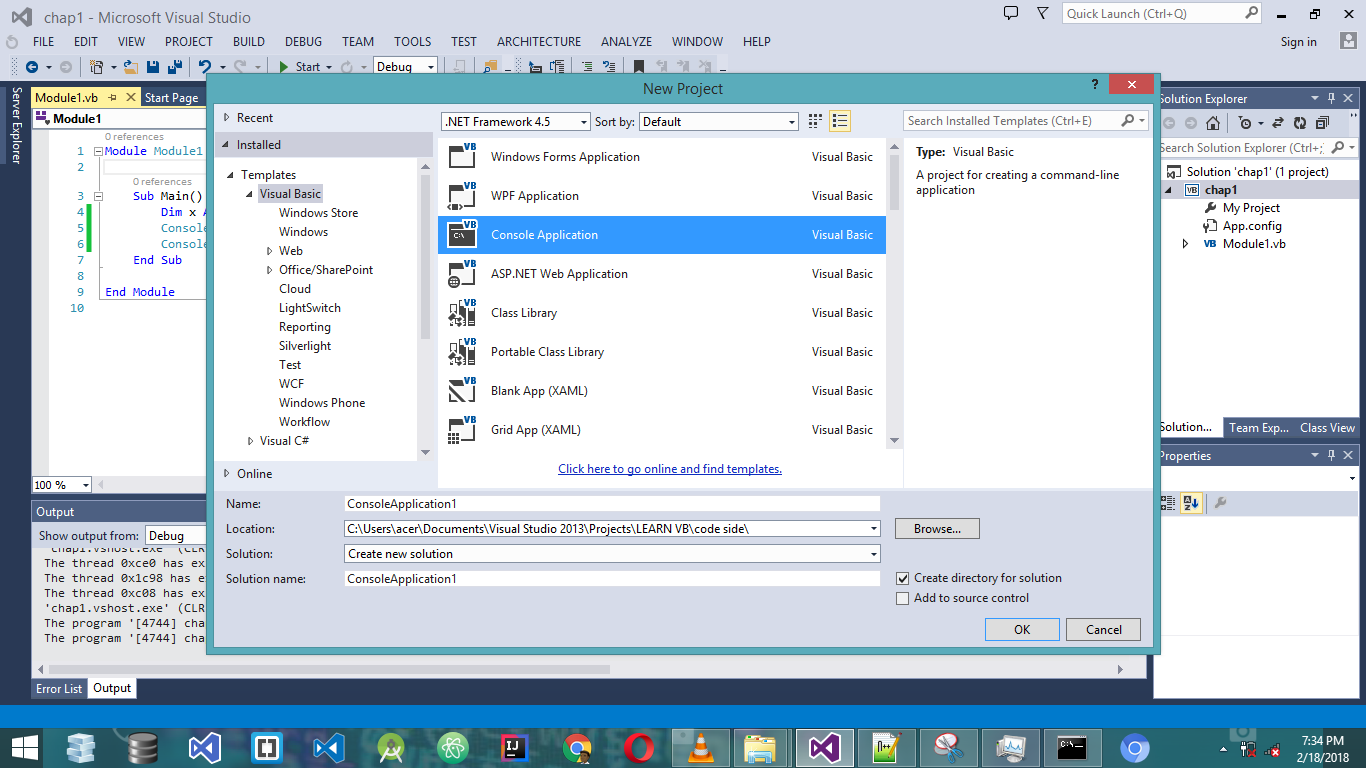 chap1 - Microsoft Visual Studio
Quick Launch (Ctrl+Q)
FILE EDIT VIEW PROJECT BUILD DEBUG TEAM TOOLS TEST ARCHITECTURE ANALYZE WINDOW HELP
Sign in
Start
Debug
Server Explorer
Module1.vb
Start Page
Module1
0 references
1 Module Module1
2
0 references
3 Sub Main()
4 Dim x A
5 Console
6 Console
7 End Sub
8
9 End Module
10
100 %
Output
Show output from: Debug
'chap1.vshost.exe' (CLR
The thread 0xce0 has ex
The thread 0x1c98 has e
The thread 0xc08 has ex
'chap1.vshost.exe' (CLR
The program '[4744] cha
The program '[4744] cha
Error List Output
New Project
?
Recent
Installed
Templates
Visual Basic
Windows Store
Windows
Web
Office/SharePoint
Cloud
LightSwitch
Reporting
Silverlight
Test
WCF
Windows Phone
Workflow
Visual C#
Online
.NET Framework 4.5
Sort by: Default
Search Installed Templates (Ctrl+E)
VB Windows Forms Application Visual Basic
VB WPF Application Visual Basic
VB C:\ Console Application Visual Basic
VB ASP.NET Web Application Visual Basic
VB Class Library Visual Basic
VB Portable Class Library Visual Basic
VB Blank App (XAML) Visual Basic
VB Grid App (XAML) Visual Basic
Click here to go online and find templates.
Type: Visual Basic
A project for creating a command-line
application
Name: ConsoleApplication1
Location: C:\Users\acer\Documents\Visual Studio 2013\Projects\LEARN VB\code side\
Browse...
Solution: Create new solution
Solution name: ConsoleApplication1
Create directory for solution
Add to source control
OK
Cancel
Solution Explorer
Search Solution Explorer (Ctrl+;
Solution 'chap1' (1 project)
VB chap1
My Project
App.config
VB Module1.vb
Solution... Team Exp... Class View
Properties
7:34 PM
2/18/2018